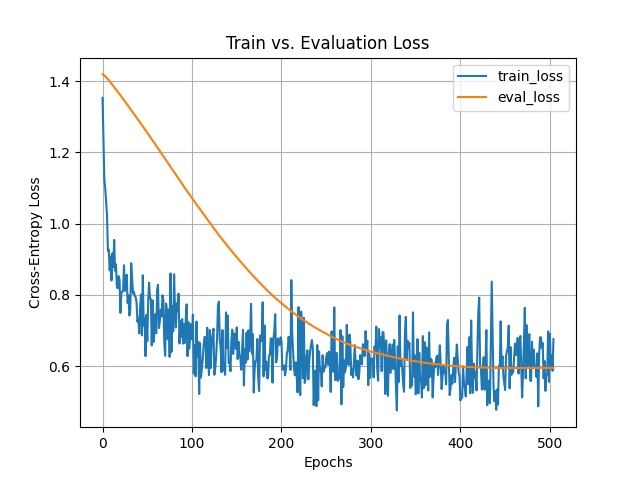 Train vs. Evaluation Loss
train_loss
eval_loss
1.4
1.2
1.0
0.8
0.6
Cross-Entropy Loss
0 100 200 300 400 500
Epochs